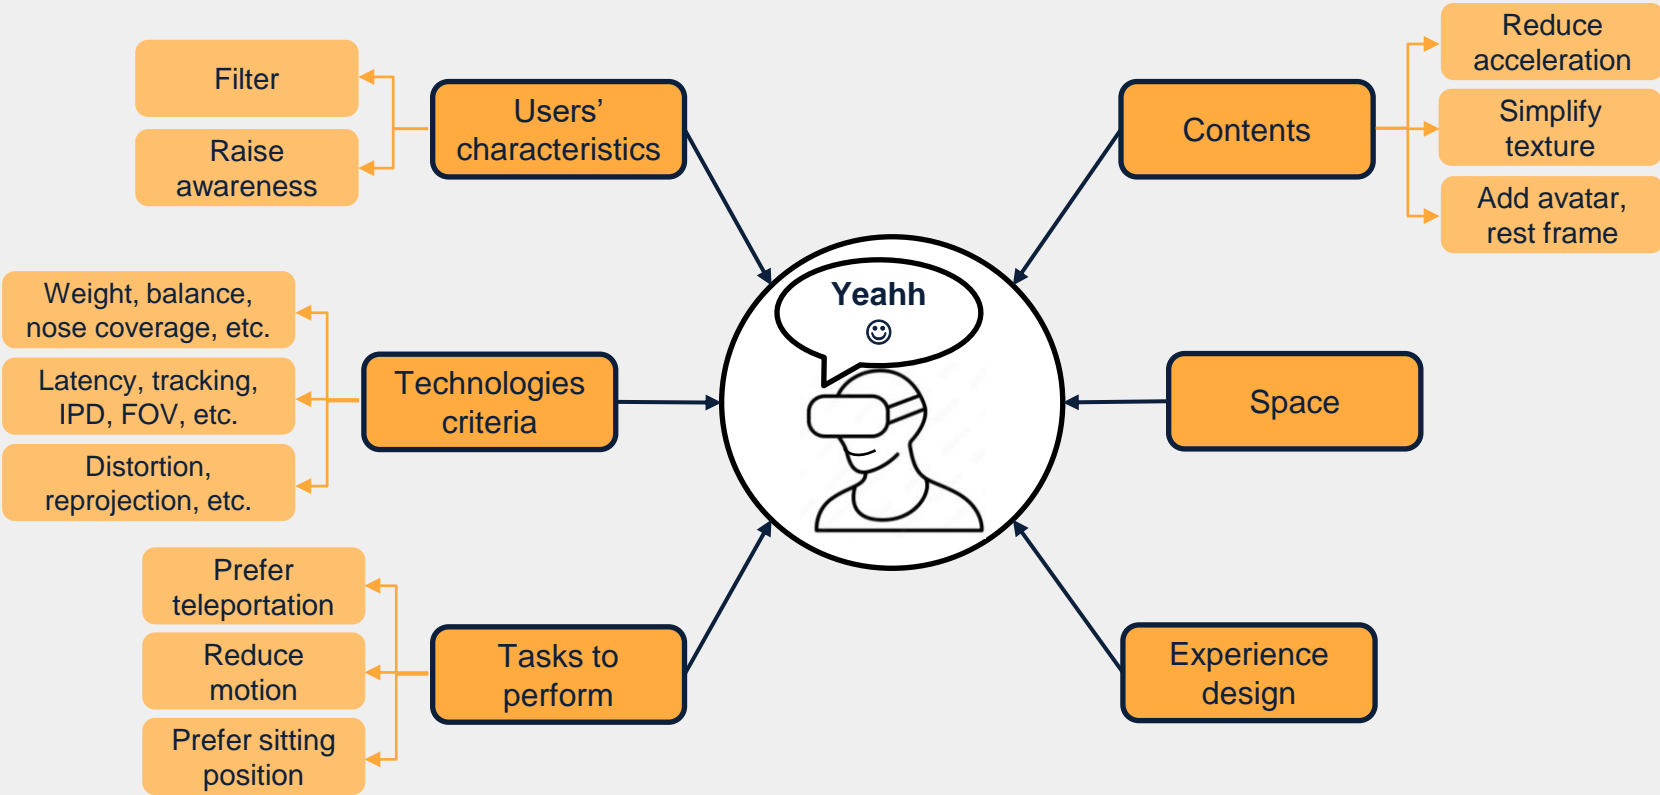 Filter
Raise
awareness
Users’
characteristics
Weight, balance,
nose coverage, etc.
Latency, tracking,
IPD, FOV, etc.
Distortion,
reprojection, etc.
Technologies
criteria
Prefer
teleportation
Reduce
motion
Prefer sitting
position
Tasks to
perform
Yeahh
☺
Contents
Reduce
acceleration
Simplify
texture
Add avatar,
rest frame
Space
Experience
design